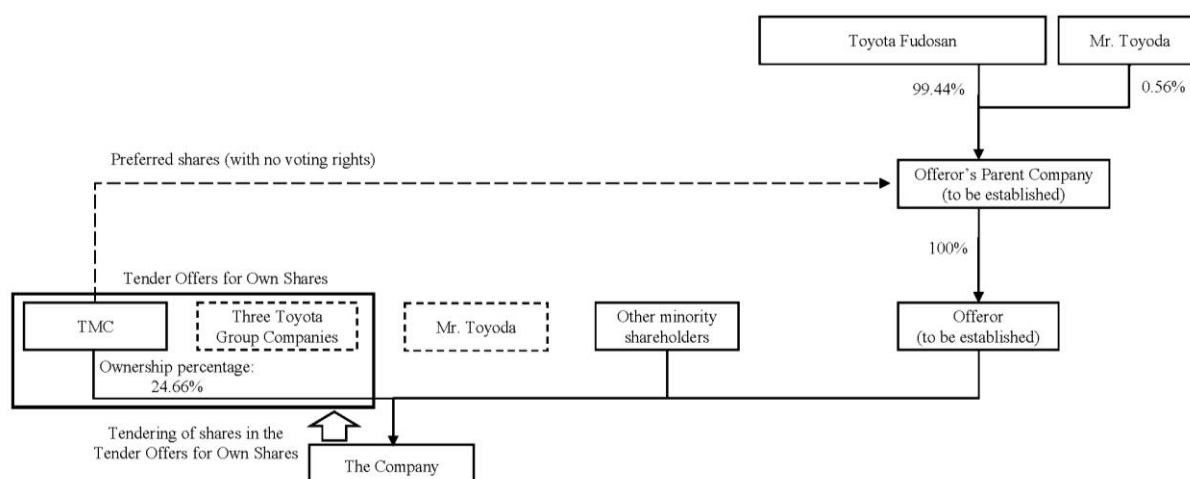 Toyota Fudosan
Mr. Toyoda
99.44%
0.56%
Preferred shares (with no voting rights)
Offeror's Parent Company
(to be established)
100%
Tender Offers for Own Shares
TMC
Three Toyota
Group Companies
Mr. Toyoda
Other minority
shareholders
Offeror
(to be established)
Ownership percentage:
24.66%
Tendering of shares in the
Tender Offers for Own Shares
The Company